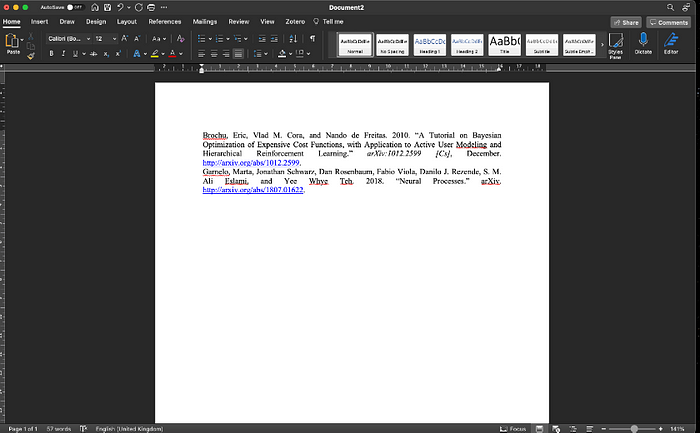 AutoSave OFF Document2
Home Insert Draw Design Layout References Mailings Review View Zotero Tell me Share Comments
Paste Calibri (Bo... 12 A A Aa A AaBbCcDdEe AaBbCcDdEe AaBbCcDc AaBbCcDdEe AaBb( AaBbCcDdEe AaBbCcDdEe
B I U ab x x A A Normal No Spacing Heading 1 Heading 2 Title Subtitle Subtle Emph... Styles Pane Dictate Editor
Brochu, Eric, Vlad M. Cora, and Nando de Freitas. 2010. “A Tutorial on Bayesian
Optimization of Expensive Cost Functions, with Application to Active User Modeling and
Hierarchical Reinforcement Learning.” arXiv:1012.2599 [Cs], December.
http://arxiv.org/abs/1012.2599.
Garnelo, Marta, Jonathan Schwarz, Dan Rosenbaum, Fabio Viola, Danilo J. Rezende, S. M.
Ali Eslami, and Yee Whye Teh. 2018. “Neural Processes.” arXiv.
http://arxiv.org/abs/1807.01622.
Page 1 of 1 57 words English (United Kingdom) Focus 141%